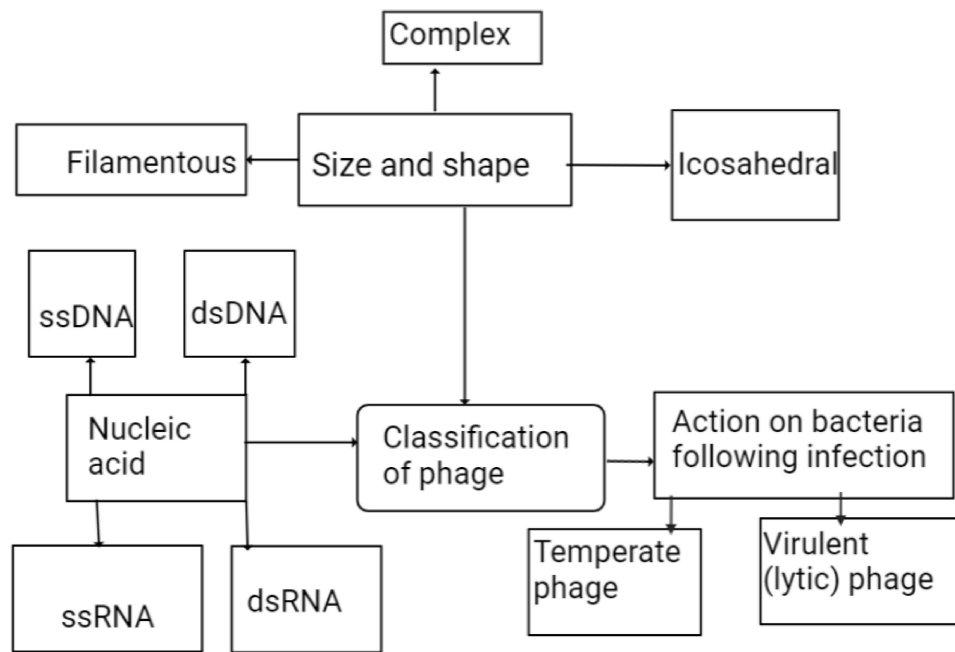 Complex
Filamentous
Size and shape
Icosahedral
ssDNA
dsDNA
Nucleic
acid
Classification
of phage
Action on bacteria
following infection
ssRNA
dsRNA
Temperate
phage
Virulent
(lytic) phage